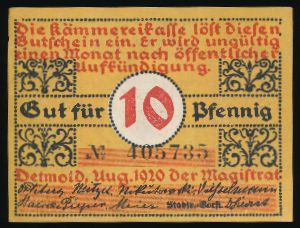 Die Kämmereikasse löst diesen
Gutschein ein. Er wird ungültig
einen Monat nach öffentlicher
Aufkündigung.
Gut für 10 Pfennig
№ 405735
Detmold, Aug. 1920 der Magistrat